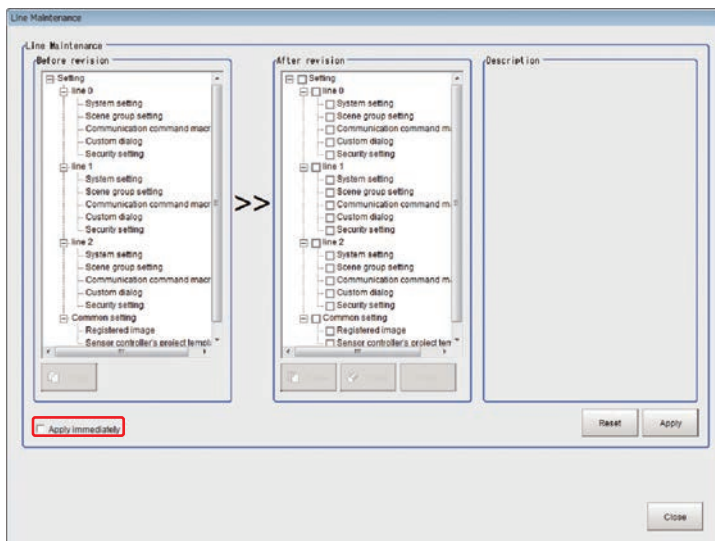 Line Maintenance
Line Maintenance
Before revision
Setting
line 0
System setting
Scene group setting
Communication command macr
Custom dialog
Security setting
line 1
System setting
Scene group setting
Communication command macr
Custom dialog
Security setting
line 2
System setting
Scene group setting
Communication command macr
Custom dialog
Security setting
Common setting
Registered image
Sensor controller's project templ
>>
After revision
Setting
line 0
System setting
Scene group setting
Communication command m
Custom dialog
Security setting
line 1
System setting
Scene group setting
Communication command m
Custom dialog
Security setting
line 2
System setting
Scene group setting
Communication command m
Custom dialog
Security setting
Common setting
Registered image
Sensor controller's project tem
Description
Apply immediately
Reset
Apply
Close